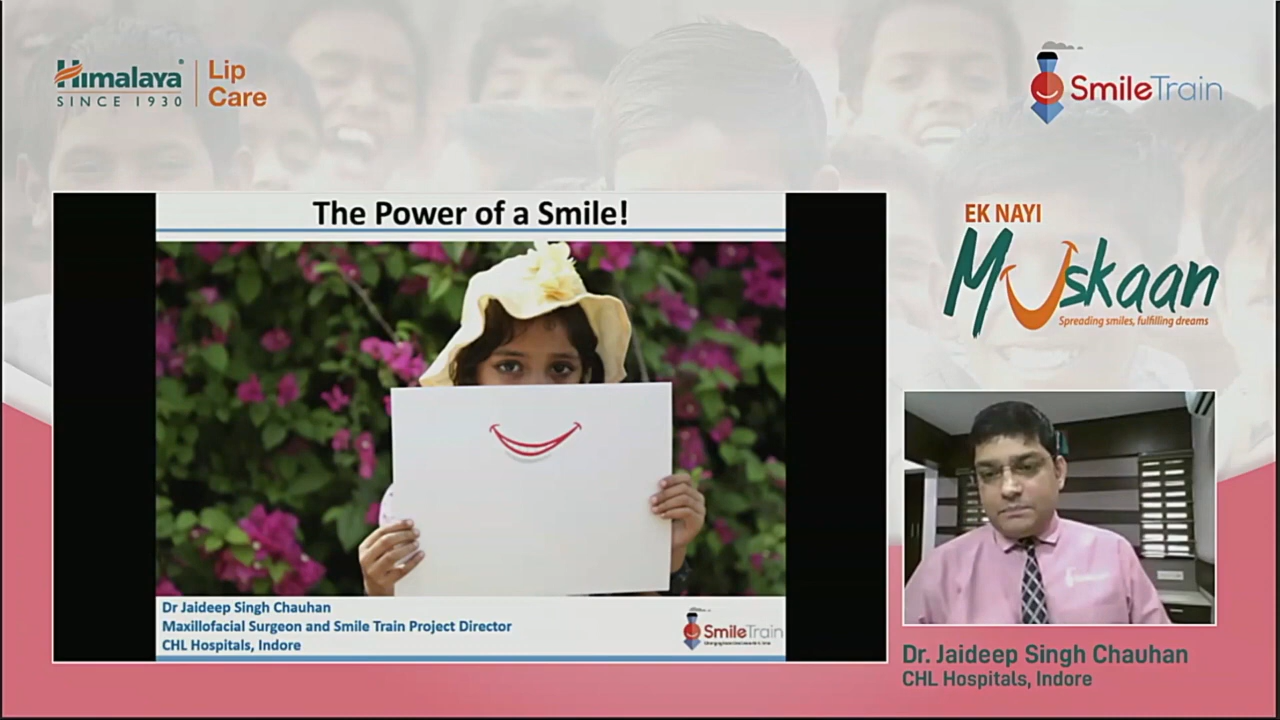 Himalaya
SINCE 1930
Lip
Care
SmileTrain
The Power of a Smile!
EK NAYI
Muskaan
Spreading smiles, fulfilling dreams
Dr Jaideep Singh Chauhan
Maxillofacial Surgeon and Smile Train Project Director
CHL Hospitals, Indore
SmileTrain
Dr. Jaideep Singh Chauhan
CHL Hospitals, Indore